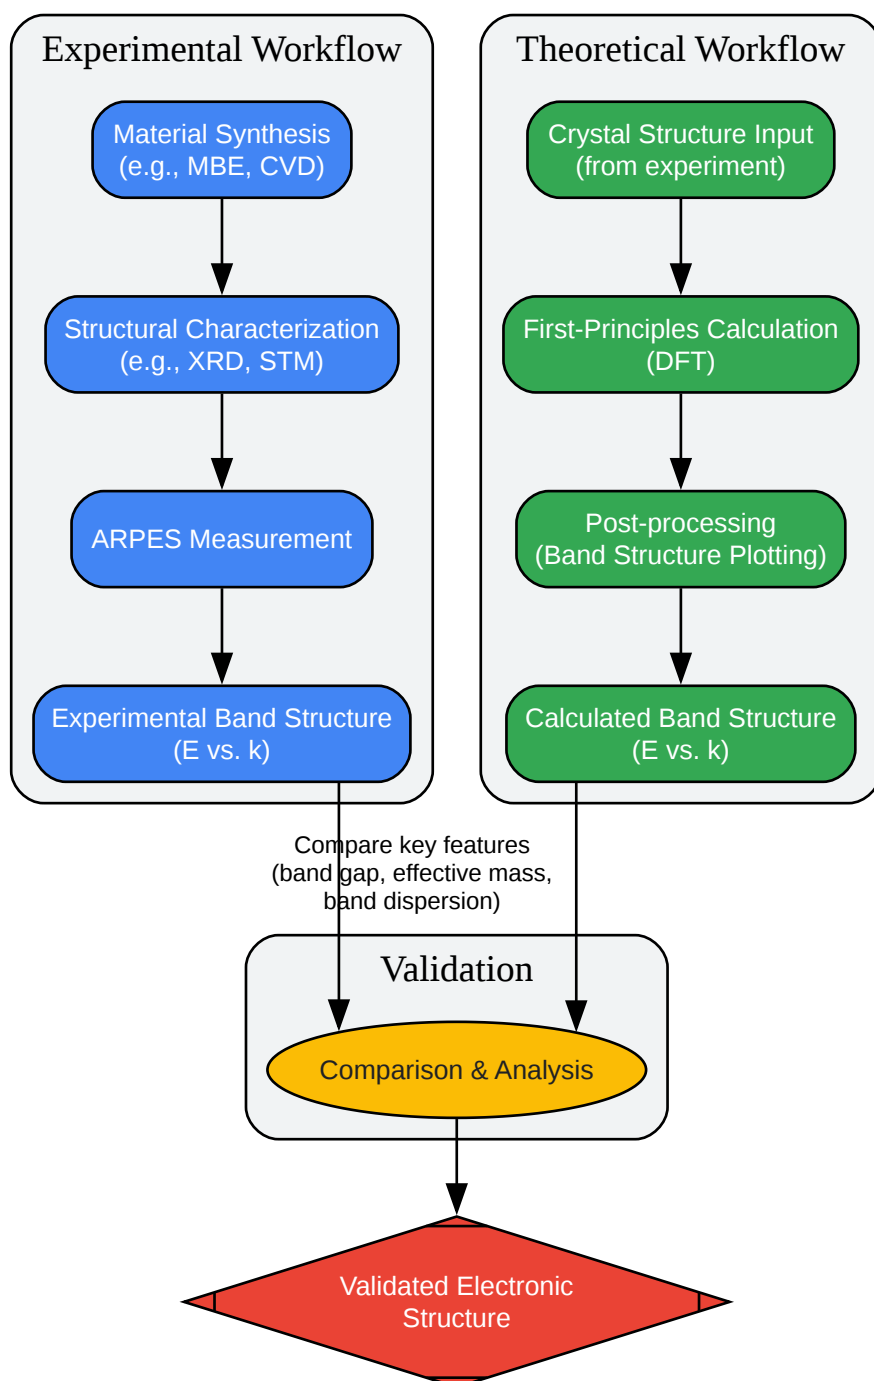 Experimental Workflow
Material Synthesis
(e.g., MBE, CVD)
Structural Characterization
(e.g., XRD, STM)
ARPES Measurement
Experimental Band Structure
(E vs. k)
Theoretical Workflow
Crystal Structure Input
(from experiment)
First-Principles Calculation
(DFT)
Post-processing
(Band Structure Plotting)
Calculated Band Structure
(E vs. k)
Compare key features
(band gap, effective mass,
band dispersion)
Validation
Comparison & Analysis
Validated Electronic
Structure